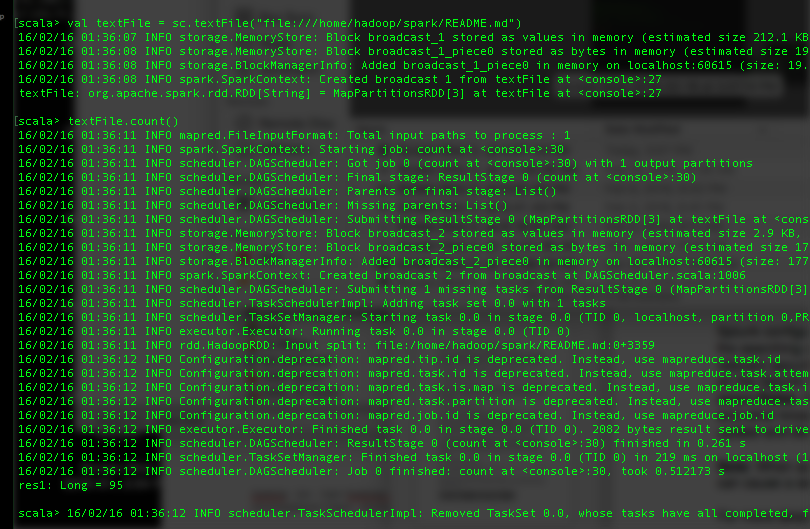 [scala> val textFile = sc.textFile("file:///home/hadoop/spark/README.md")
16/02/16 01:36:07 INFO storage.MemoryStore: Block broadcast_1 stored as values in memory (estimated size 212.1 KB
16/02/16 01:36:08 INFO storage.MemoryStore: Block broadcast_1_piece0 stored as bytes in memory (estimated size 19
16/02/16 01:36:08 INFO storage.BlockManagerInfo: Added broadcast_1_piece0 in memory on localhost:60615 (size: 19.
16/02/16 01:36:08 INFO spark.SparkContext: Created broadcast 1 from textFile at <console>:27
textFile: org.apache.spark.rdd.RDD[String] = MapPartitionsRDD[3] at textFile at <console>:27
[scala> textFile.count()
16/02/16 01:36:11 INFO mapred.FileInputFormat: Total input paths to process : 1
16/02/16 01:36:11 INFO spark.SparkContext: Starting job: count at <console>:30
16/02/16 01:36:11 INFO scheduler.DAGScheduler: Got job 0 (count at <console>:30) with 1 output partitions
16/02/16 01:36:11 INFO scheduler.DAGScheduler: Final stage: ResultStage 0 (count at <console>:30)
16/02/16 01:36:11 INFO scheduler.DAGScheduler: Parents of final stage: List()
16/02/16 01:36:11 INFO scheduler.DAGScheduler: Missing parents: List()
16/02/16 01:36:11 INFO scheduler.DAGScheduler: Submitting ResultStage 0 (MapPartitionsRDD[3] at textFile at <cons
16/02/16 01:36:11 INFO storage.MemoryStore: Block broadcast_2 stored as values in memory (estimated size 2.9 KB,
16/02/16 01:36:11 INFO storage.MemoryStore: Block broadcast_2_piece0 stored as bytes in memory (estimated size 17
16/02/16 01:36:11 INFO storage.BlockManagerInfo: Added broadcast_2_piece0 in memory on localhost:60615 (size: 177
16/02/16 01:36:11 INFO spark.SparkContext: Created broadcast 2 from broadcast at DAGScheduler.scala:1006
16/02/16 01:36:11 INFO scheduler.DAGScheduler: Submitting 1 missing tasks from ResultStage 0 (MapPartitionsRDD[3]
16/02/16 01:36:11 INFO scheduler.TaskSchedulerImpl: Adding task set 0.0 with 1 tasks
16/02/16 01:36:11 INFO scheduler.TaskSetManager: Starting task 0.0 in stage 0.0 (TID 0, localhost, partition 0,PR
16/02/16 01:36:11 INFO executor.Executor: Running task 0.0 in stage 0.0 (TID 0)
16/02/16 01:36:11 INFO rdd.HadoopRDD: Input split: file:/home/hadoop/spark/README.md:0+3359
16/02/16 01:36:12 INFO Configuration.deprecation: mapred.tip.id is deprecated. Instead, use mapreduce.task.id
16/02/16 01:36:12 INFO Configuration.deprecation: mapred.task.id is deprecated. Instead, use mapreduce.task.attem
16/02/16 01:36:12 INFO Configuration.deprecation: mapred.task.is.map is deprecated. Instead, use mapreduce.task.i
16/02/16 01:36:12 INFO Configuration.deprecation: mapred.task.partition is deprecated. Instead, use mapreduce.tas
16/02/16 01:36:12 INFO Configuration.deprecation: mapred.job.id is deprecated. Instead, use mapreduce.job.id
16/02/16 01:36:12 INFO executor.Executor: Finished task 0.0 in stage 0.0 (TID 0). 2082 bytes result sent to drive
16/02/16 01:36:12 INFO scheduler.DAGScheduler: ResultStage 0 (count at <console>:30) finished in 0.261 s
16/02/16 01:36:12 INFO scheduler.TaskSetManager: Finished task 0.0 in stage 0.0 (TID 0) in 219 ms on localhost (1
16/02/16 01:36:12 INFO scheduler.DAGScheduler: Job 0 finished: count at <console>:30, took 0.512173 s
res1: Long = 95
scala> 16/02/16 01:36:12 INFO scheduler.TaskSchedulerImpl: Removed TaskSet 0.0, whose tasks have all completed, f